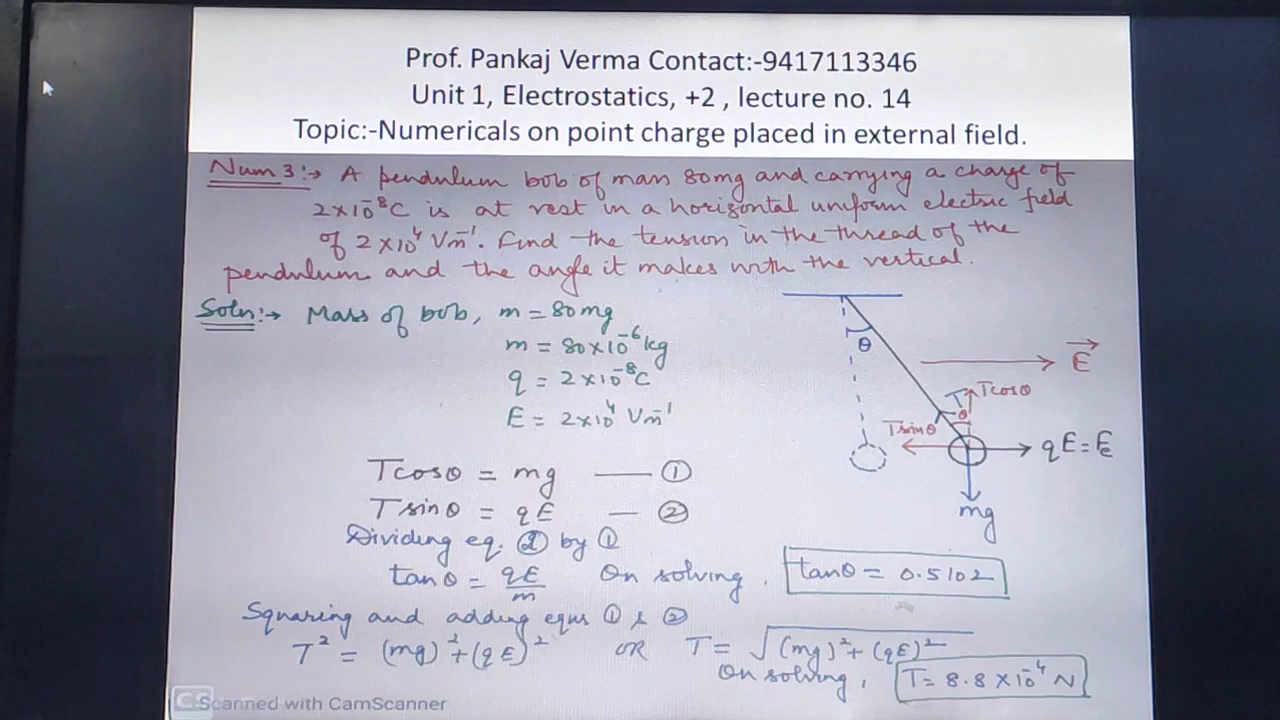 Prof. Pankaj Verma Contact:-9417113346
Unit 1, Electrostatics, +2 , lecture no. 14
Topic:-Numericals on point charge placed in external field.
Num 3:→ A pendulum bob of mass 80mg and carrying a charge of
2×10⁻⁸C is at rest in a horizontal uniform electric field
of 2×10⁴ Vm⁻¹. Find the tension in the thread of the
pendulum and the angle it makes with the vertical.
Soln:→ Mass of bob, m = 80mg
m = 80×10⁻⁶kg
q = 2×10⁻⁸C
E = 2×10⁴ Vm⁻¹
θ
E⃗
T
Tcosθ
θ
Tsinθ
qE = Fₑ
mg
Tcosθ = mg —— ①
Tsinθ = qE — ②
Dividing eq. ② by ①
tanθ = qE/m On solving, tanθ = 0.5102
Squaring and adding equs ① & ②
T² = (mg)² + (qE)² OR T = √(mg)² + (qE)²
On solving, T = 8.8 × 10⁻⁴ N
CS Scanned with CamScanner